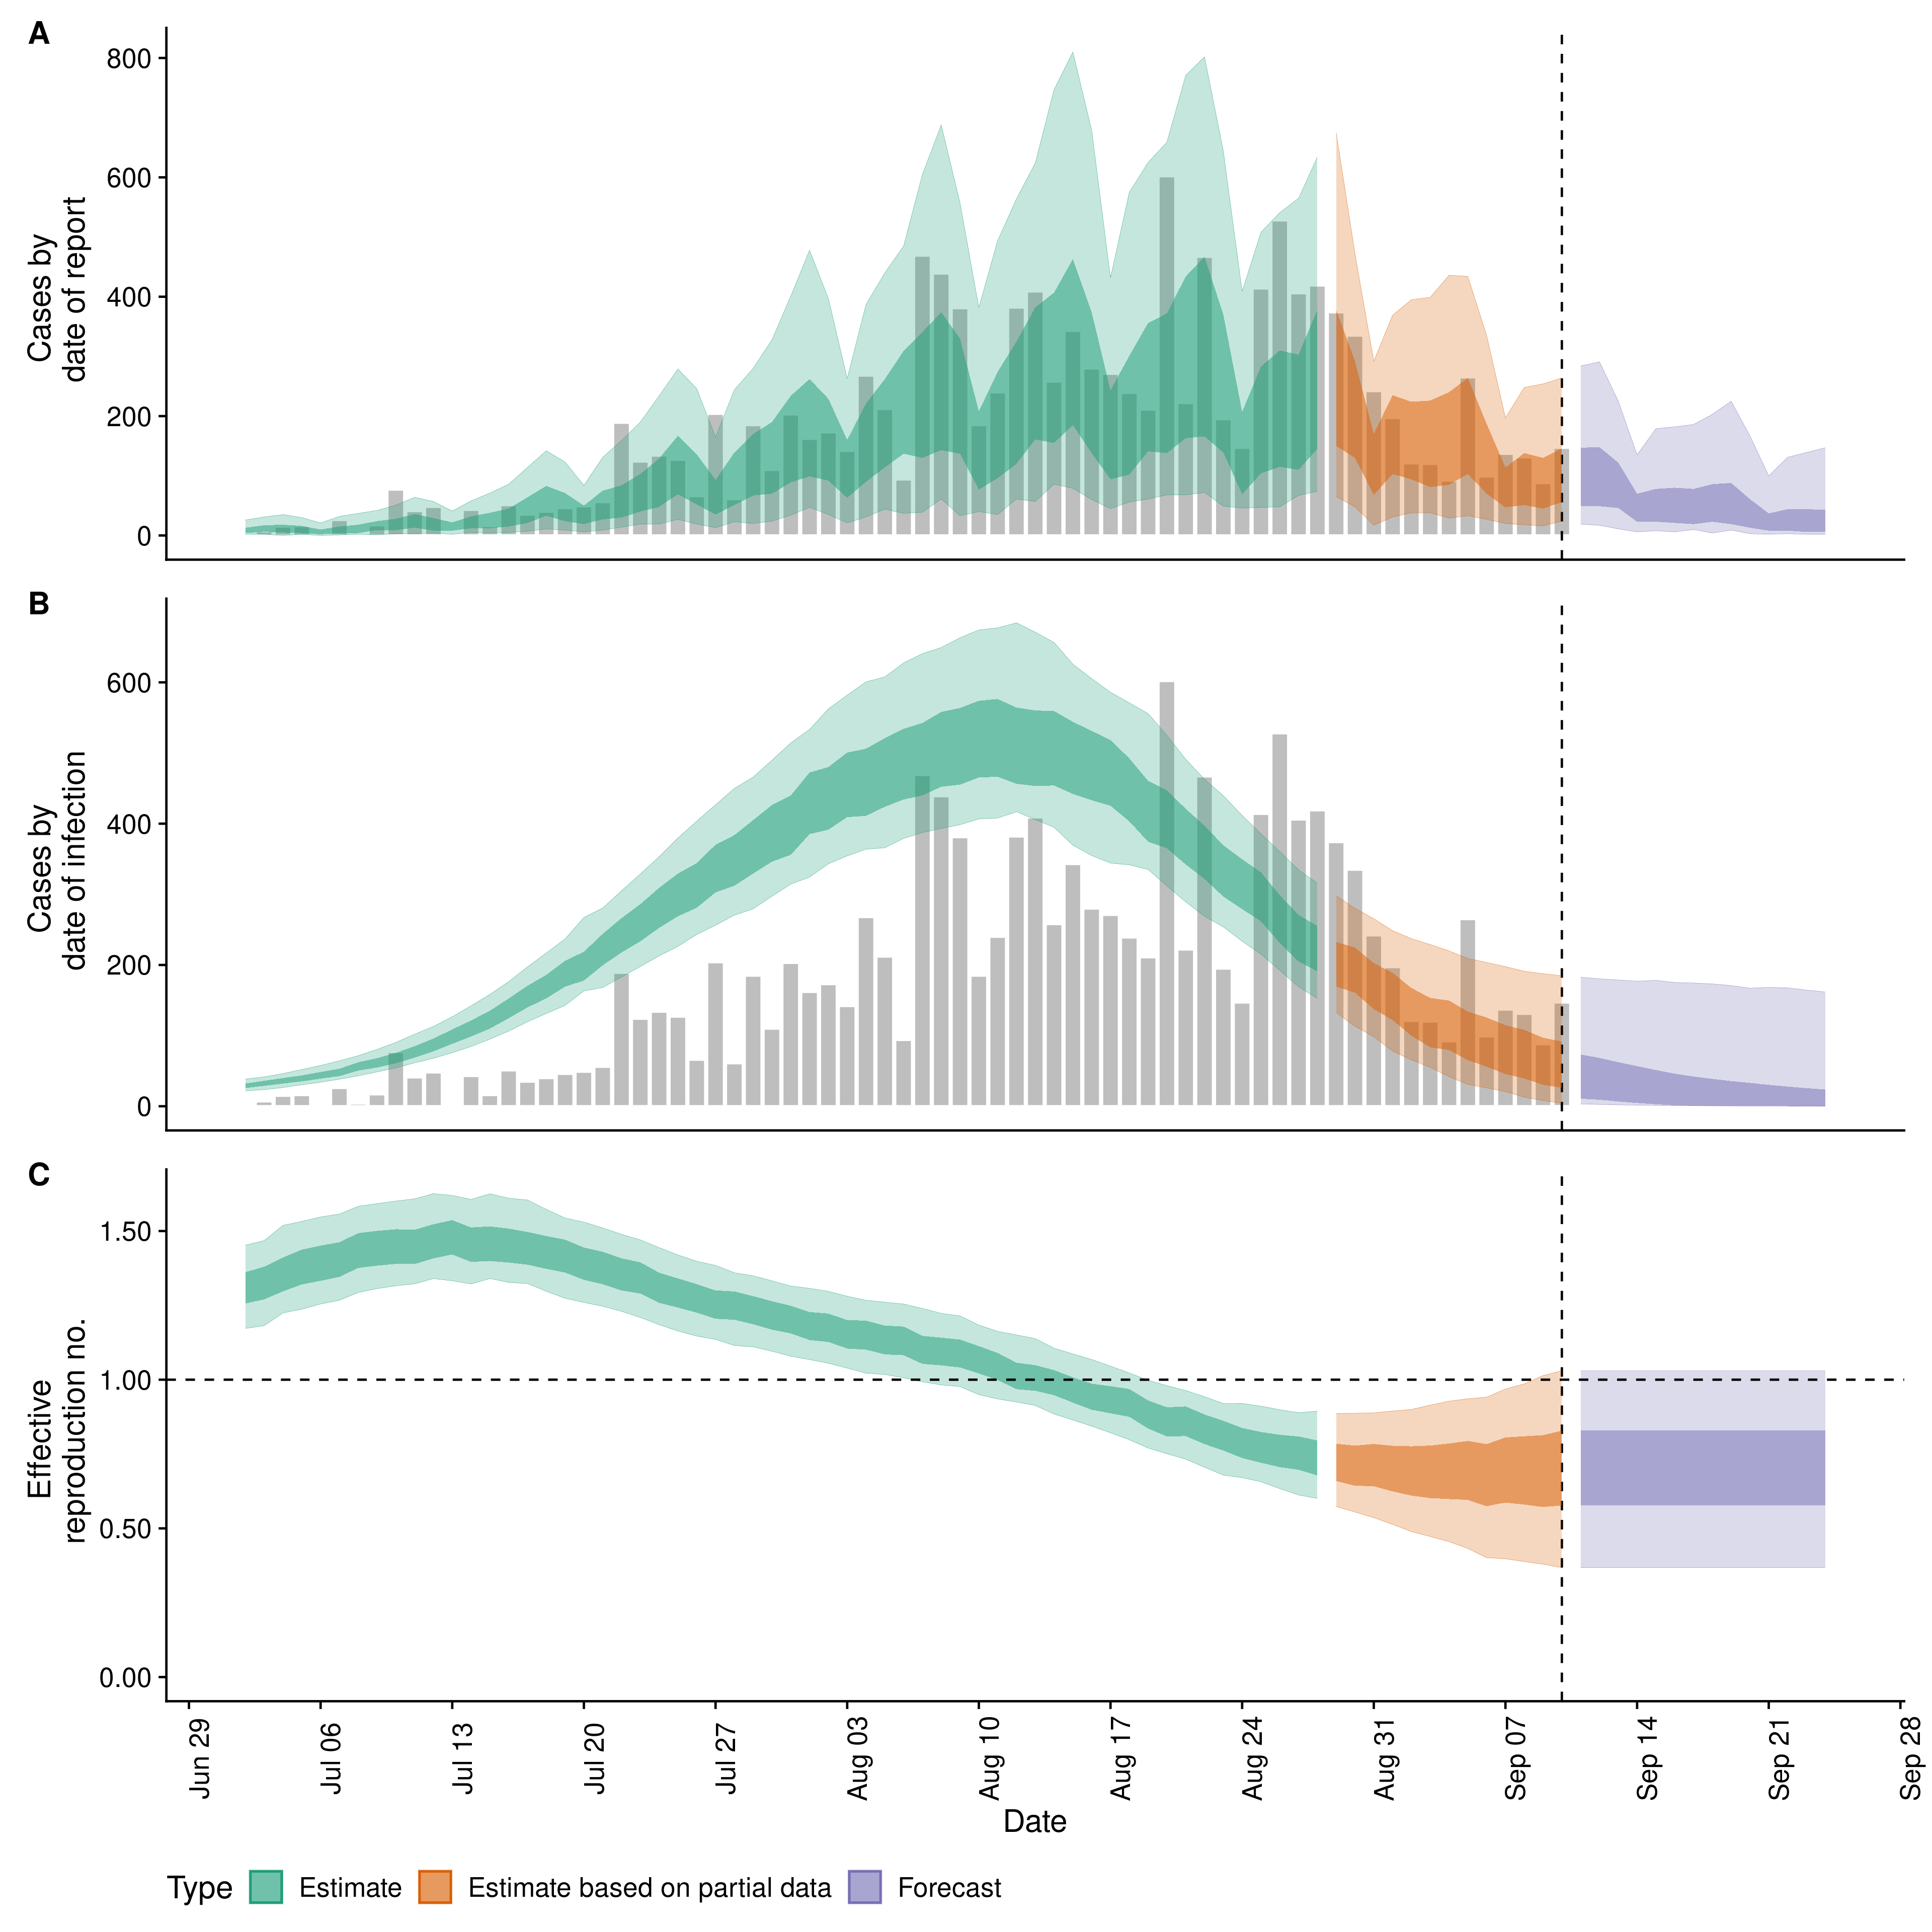 A
Cases by
date of report
800
600
400
200
0
B
Cases by
date of infection
600
400
200
0
C
Effective
reproduction no.
1.50
1.00
0.50
0.00
Jun 29
Jul 06
Jul 13
Jul 20
Jul 27
Aug 03
Aug 10
Aug 17
Aug 24
Aug 31
Sep 07
Sep 14
Sep 21
Sep 28
Date
Type Estimate Estimate based on partial data Forecast